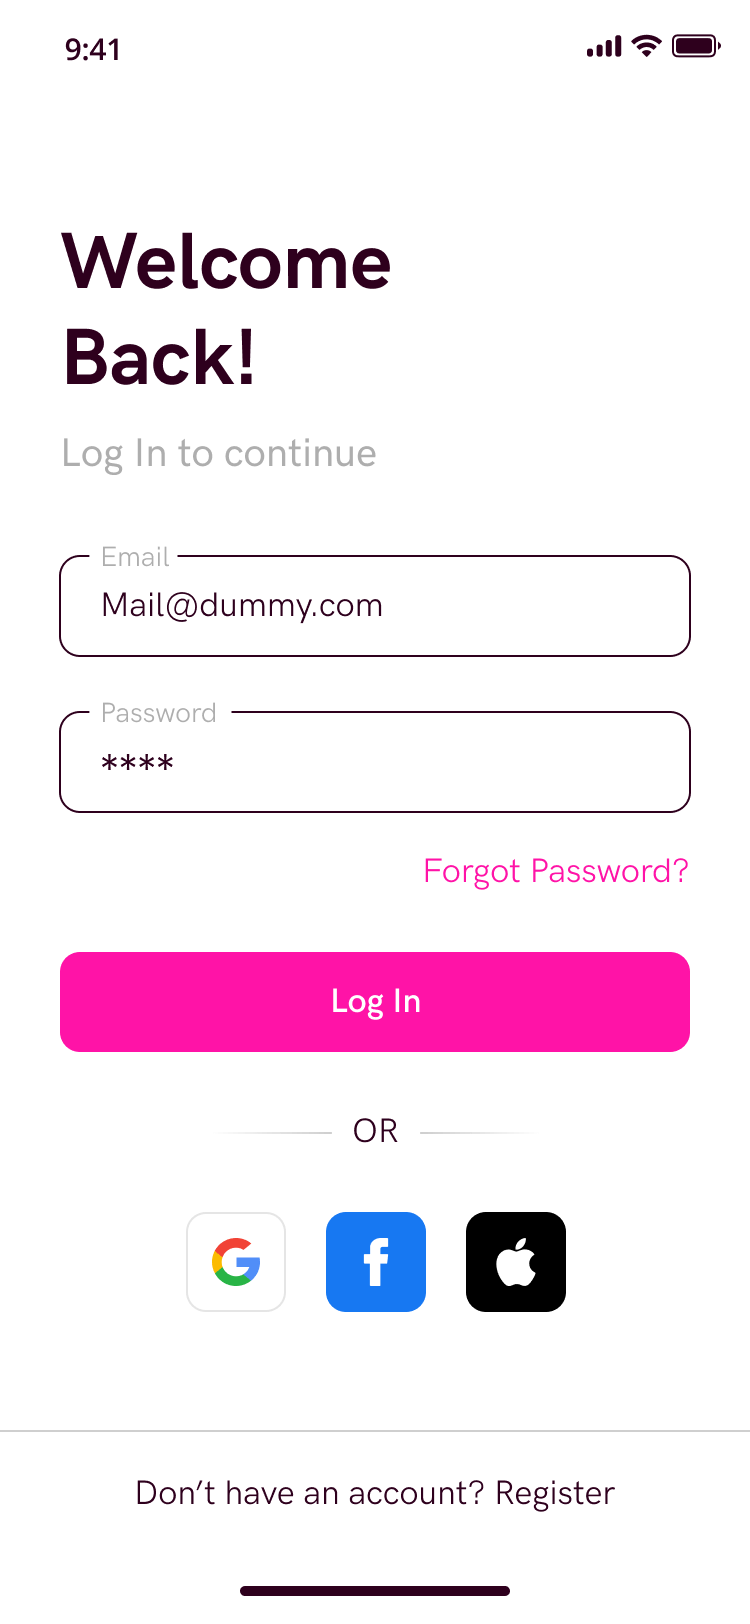 9:41
Welcome
Back!
Log In to continue
Email
Mail@dummy.com
Password
****
Forgot Password?
Log In
OR
Don’t have an account? Register